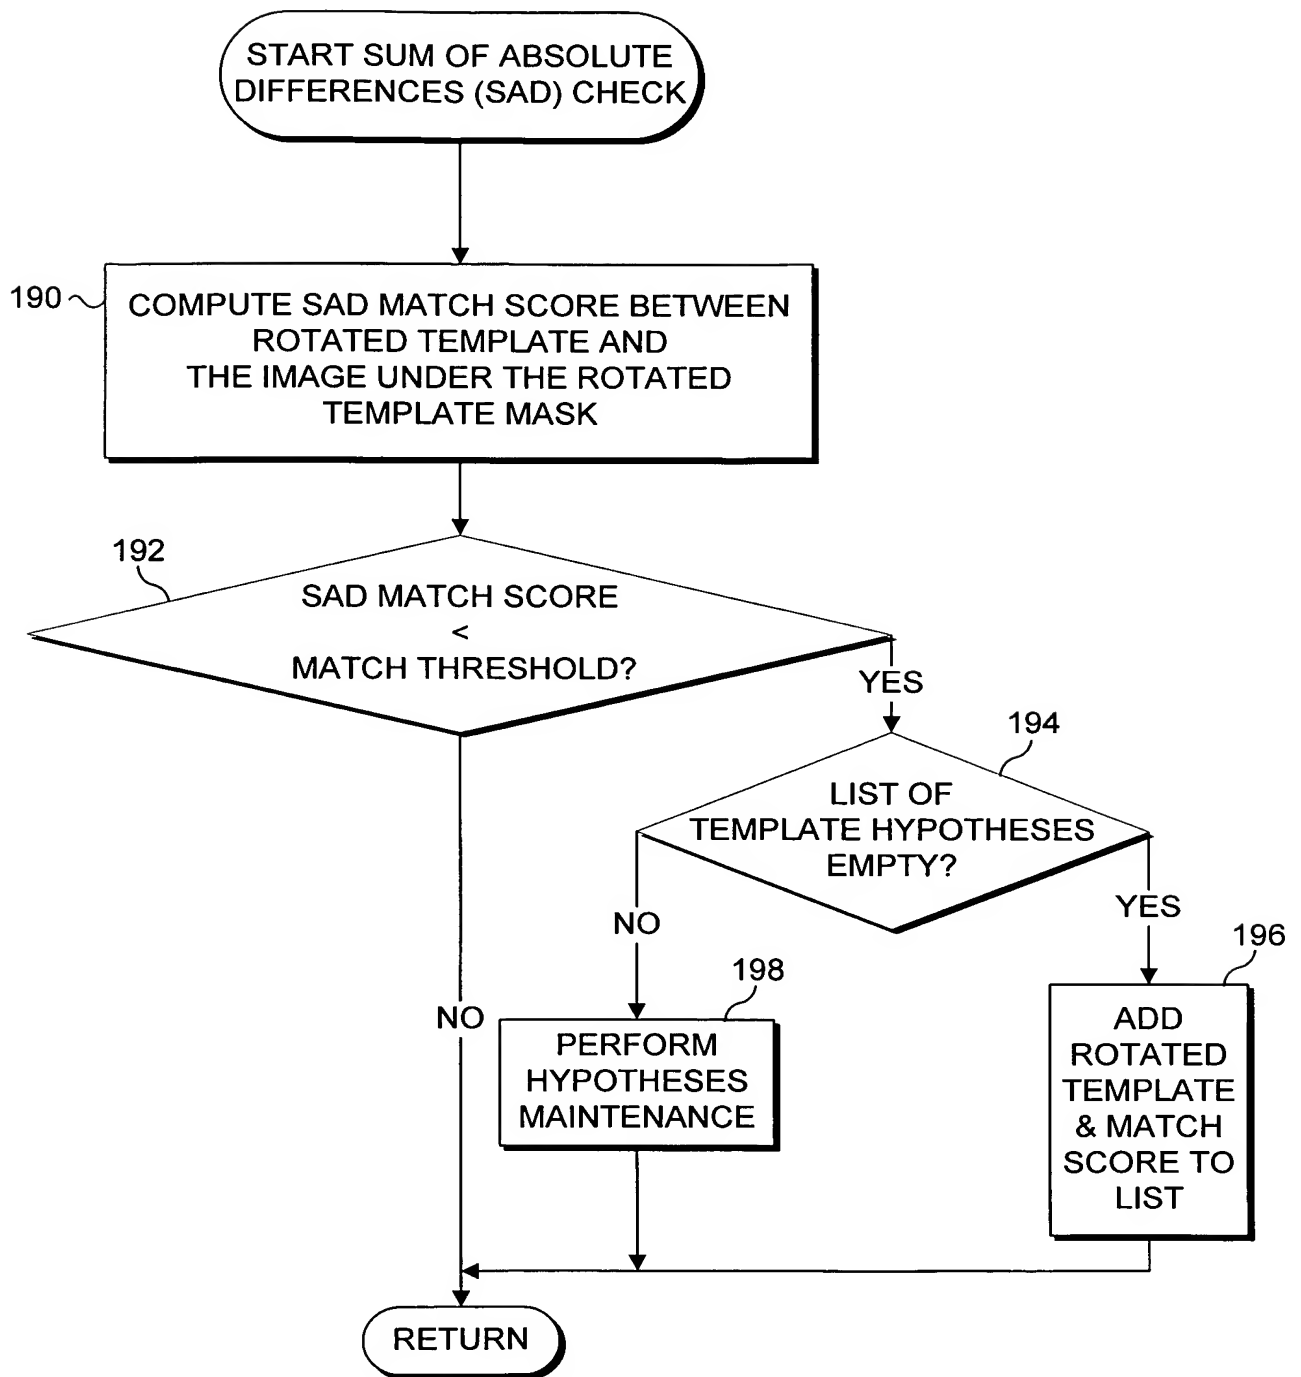 START SUM OF ABSOLUTE
DIFFERENCES (SAD) CHECK
190
COMPUTE SAD MATCH SCORE BETWEEN
ROTATED TEMPLATE AND
THE IMAGE UNDER THE ROTATED
TEMPLATE MASK
192
SAD MATCH SCORE
<
MATCH THRESHOLD?
YES
194
LIST OF
TEMPLATE HYPOTHESES
EMPTY?
NO
YES
196
198
NO
PERFORM
HYPOTHESES
MAINTENANCE
ADD
ROTATED
TEMPLATE
& MATCH
SCORE TO
LIST
RETURN